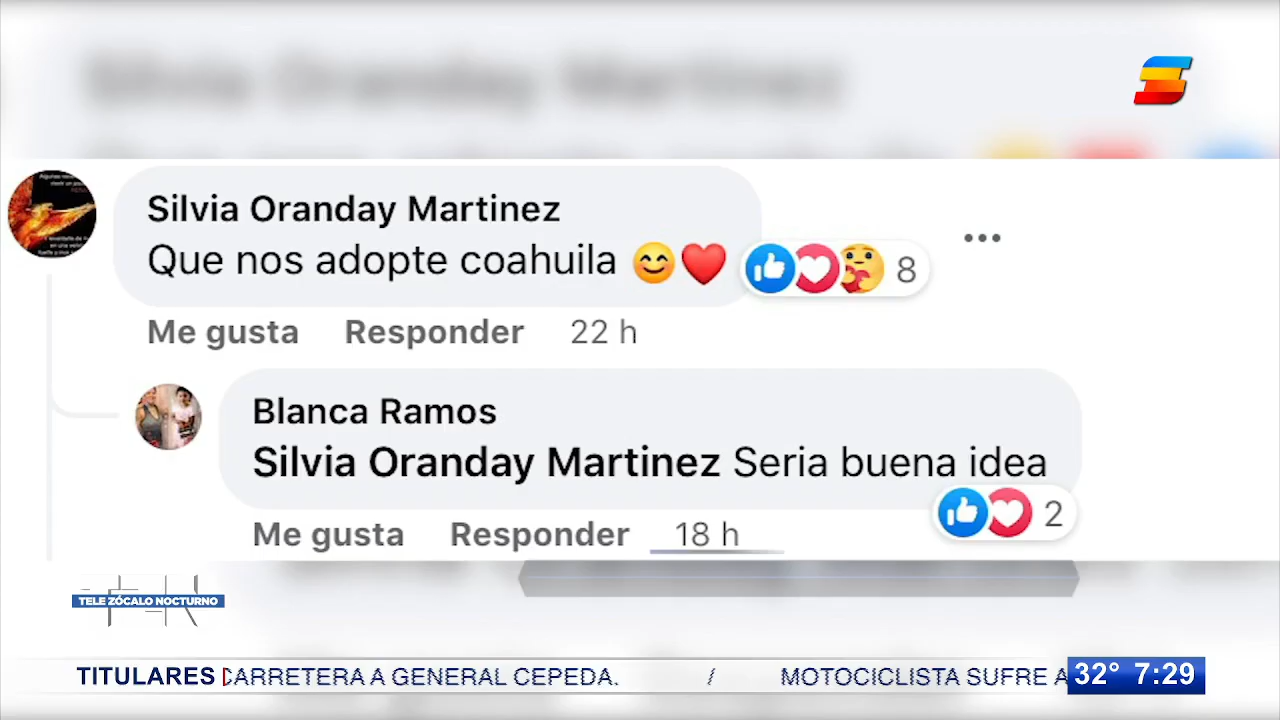 Silvia Oranday Martinez
Que nos adopte coahuila 😊❤️
8
Me gusta Responder 22 h
Blanca Ramos
Silvia Oranday Martinez Seria buena idea
2
Me gusta Responder 18 h
TELE ZÓCALO NOCTURNO
TITULARES CARRETERA A GENERAL CEPEDA. / MOTOCICLISTA SUFRE A 32° 7:29